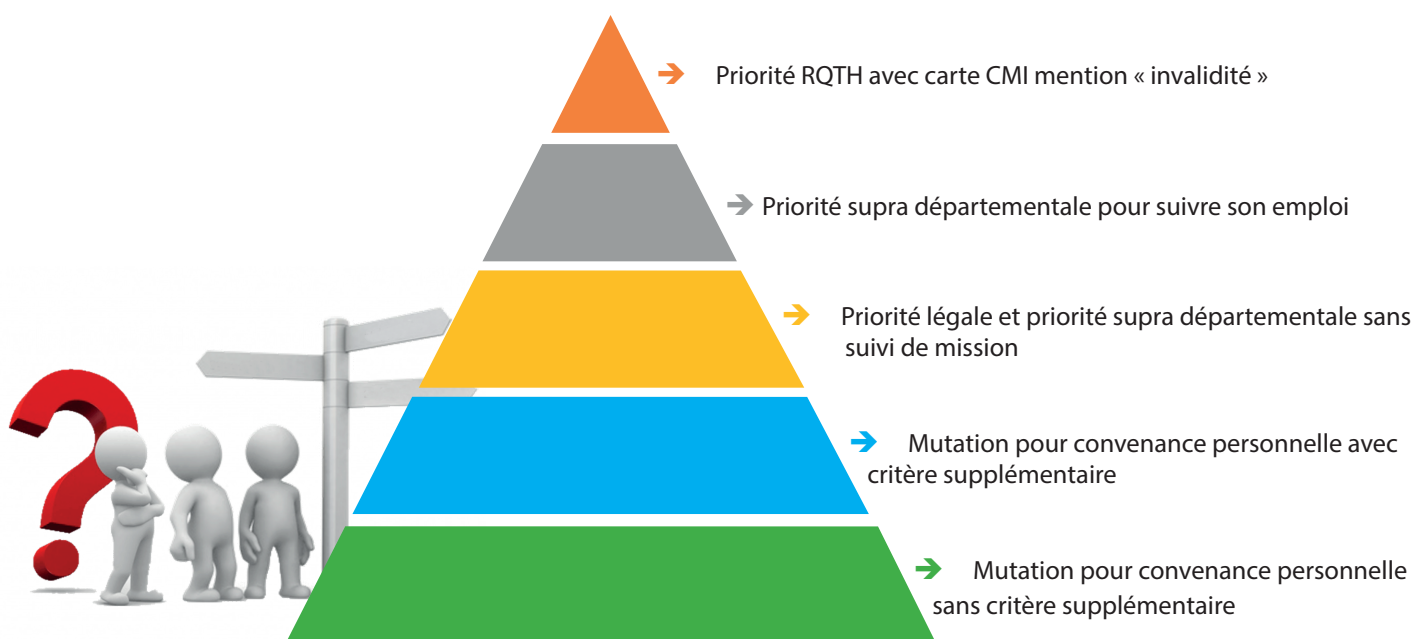 Priorité RQTH avec carte CMI mention « invalidité »
Priorité supra départementale pour suivre son emploi
Priorité légale et priorité supra départementale sans
suivi de mission
Mutation pour convenance personnelle avec
critère supplémentaire
Mutation pour convenance personnelle
sans critère supplémentaire